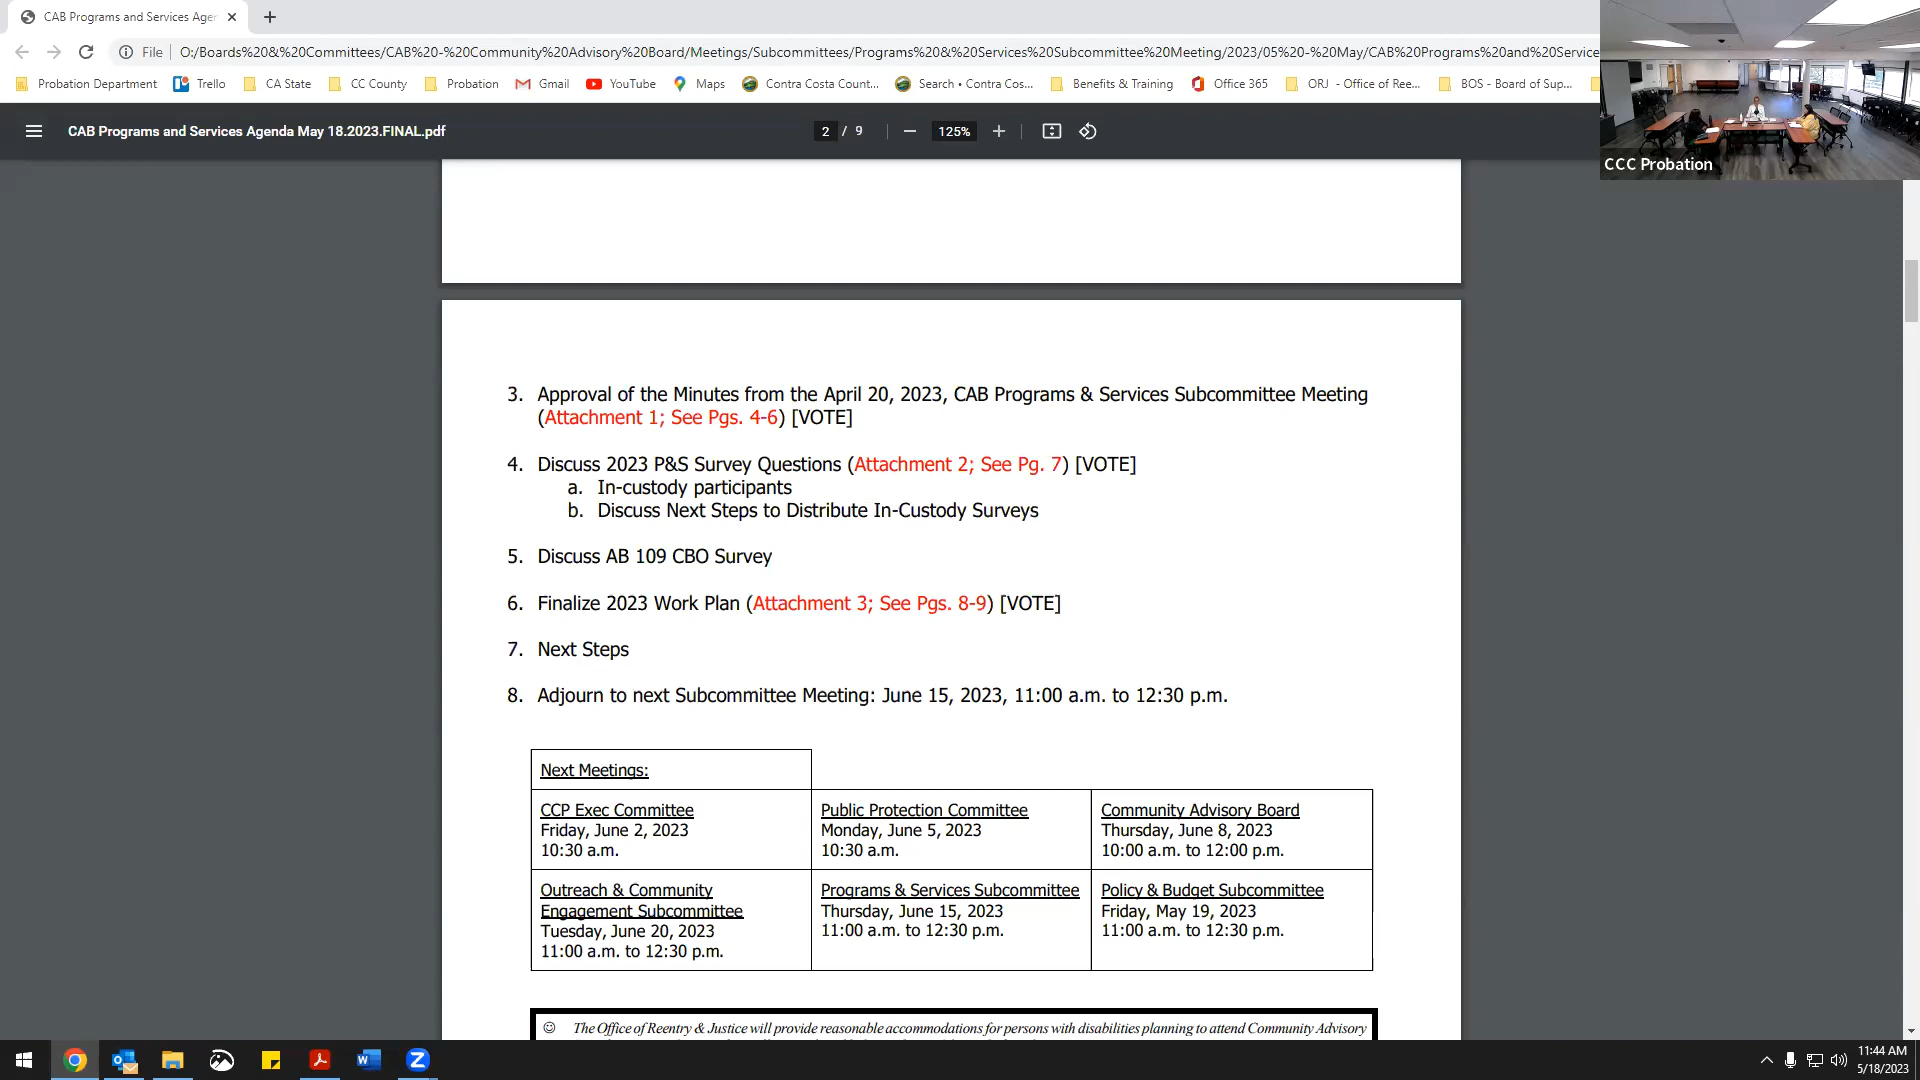 CAB Programs and Services Agen
File
O:/Boards%20&%20Committees/CAB%20-%20Community%20Advisory%20Board/Meetings/Subcommittees/Programs%20&%20Services%20Subcommittee%20Meeting/2023/05%20-%20May/CAB%20Programs%20and%20Service
Probation Department
Trello
CA State
CC County
Probation
Gmail
YouTube
Maps
Contra Costa Count...
Search • Contra Cos...
Benefits & Training
Office 365
ORJ - Office of Ree...
BOS - Board of Sup...
CCC Probation
CAB Programs and Services Agenda May 18.2023.FINAL.pdf
2 / 9
125%
3. Approval of the Minutes from the April 20, 2023, CAB Programs & Services Subcommittee Meeting
(Attachment 1; See Pgs. 4-6) [VOTE]
4. Discuss 2023 P&S Survey Questions (Attachment 2; See Pg. 7) [VOTE]
a. In-custody participants
b. Discuss Next Steps to Distribute In-Custody Surveys
5. Discuss AB 109 CBO Survey
6. Finalize 2023 Work Plan (Attachment 3; See Pgs. 8-9) [VOTE]
7. Next Steps
8. Adjourn to next Subcommittee Meeting: June 15, 2023, 11:00 a.m. to 12:30 p.m.
Next Meetings:
CCP Exec Committee
Friday, June 2, 2023
10:30 a.m.
Public Protection Committee
Monday, June 5, 2023
10:30 a.m.
Community Advisory Board
Thursday, June 8, 2023
10:00 a.m. to 12:00 p.m.
Outreach & Community
Engagement Subcommittee
Tuesday, June 20, 2023
11:00 a.m. to 12:30 p.m.
Programs & Services Subcommittee
Thursday, June 15, 2023
11:00 a.m. to 12:30 p.m.
Policy & Budget Subcommittee
Friday, May 19, 2023
11:00 a.m. to 12:30 p.m.
☺ The Office of Reentry & Justice will provide reasonable accommodations for persons with disabilities planning to attend Community Advisory
11:44 AM
5/18/2023